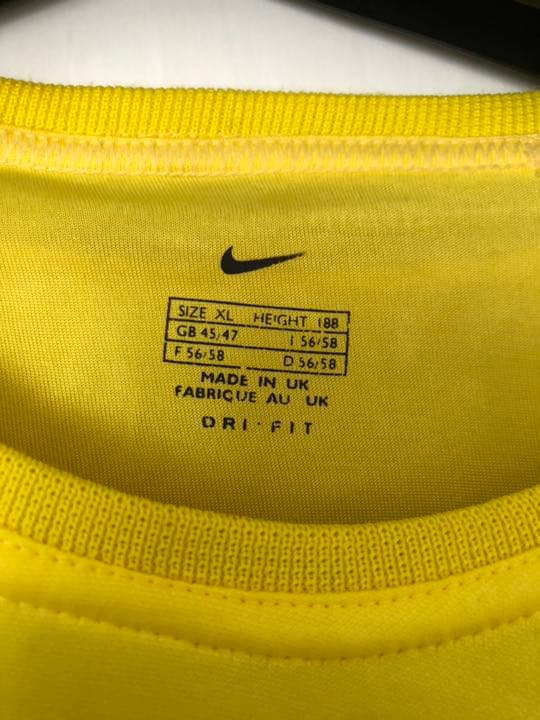 SIZE XL HEIGHT 188
GB 45/47 I 56/58
F 56/58 D 56/58
MADE IN UK
FABRIQUE AU UK
DRI·FIT